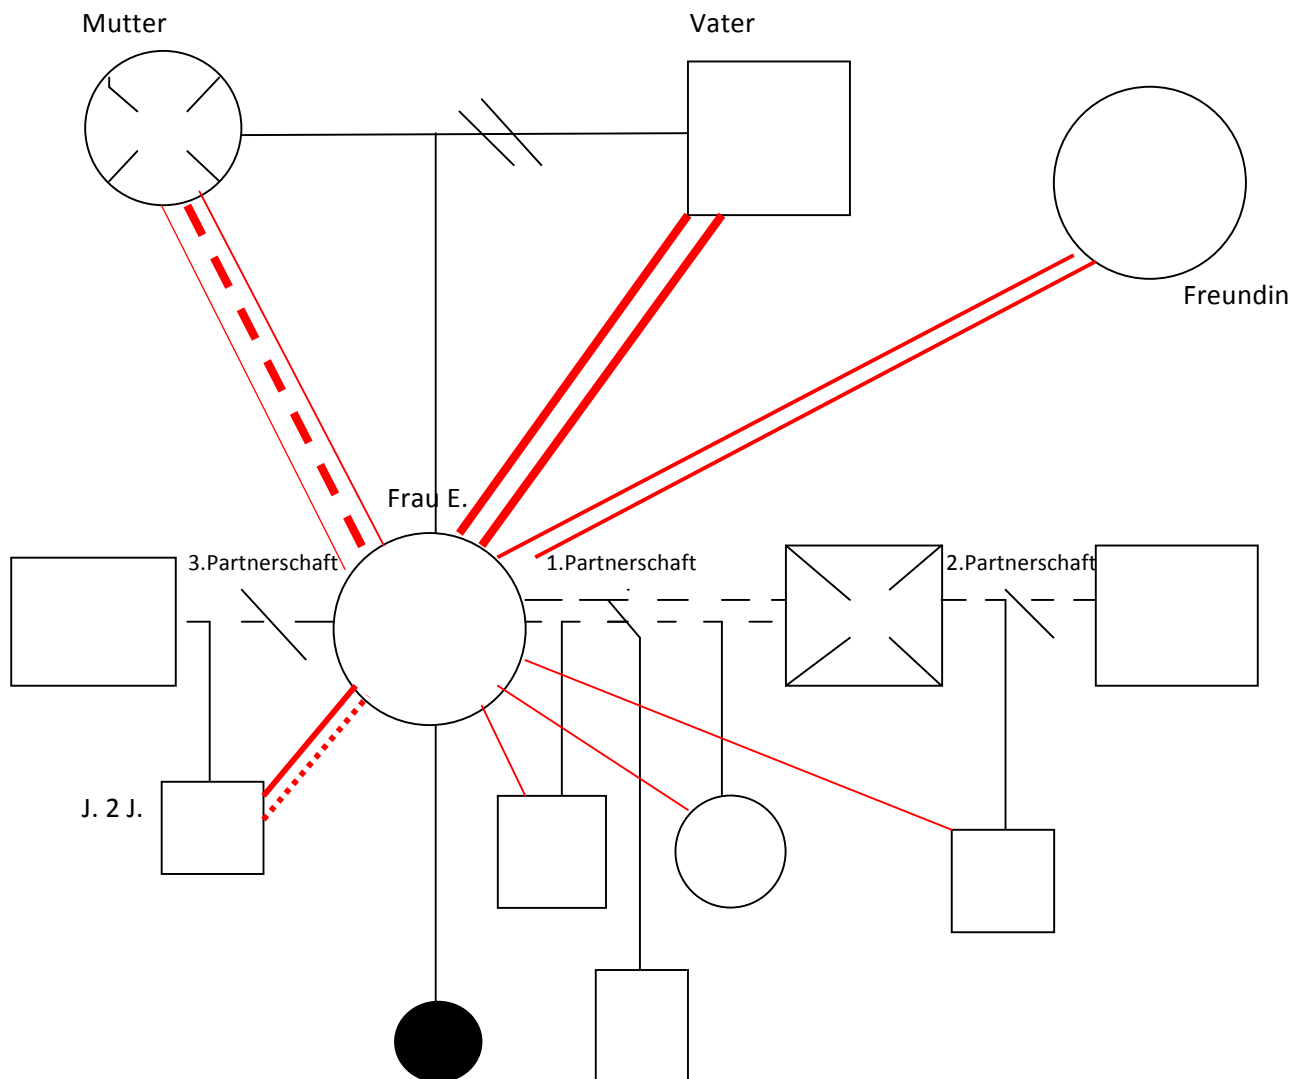 Mutter
Vater
Freundin
Frau E.
3.Partnerschaft
1.Partnerschaft
2.Partnerschaft
J. 2 J.